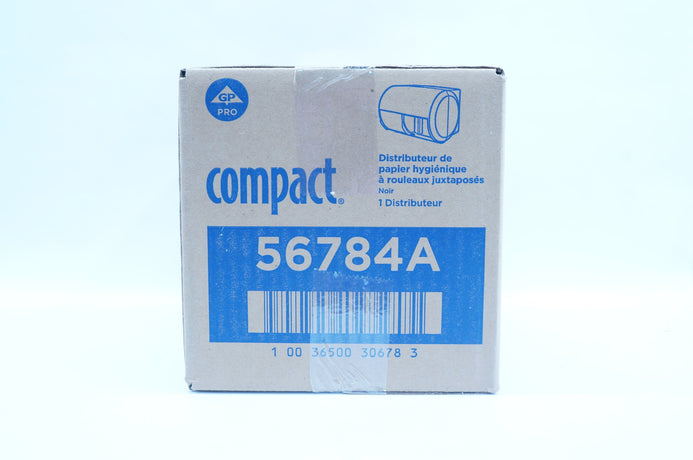 GP
PRO
compact®
Distributeur de
papier hygiénique
à rouleaux juxtaposés
Noir
1 Distributeur
56784A
1 00 36500 30678 3